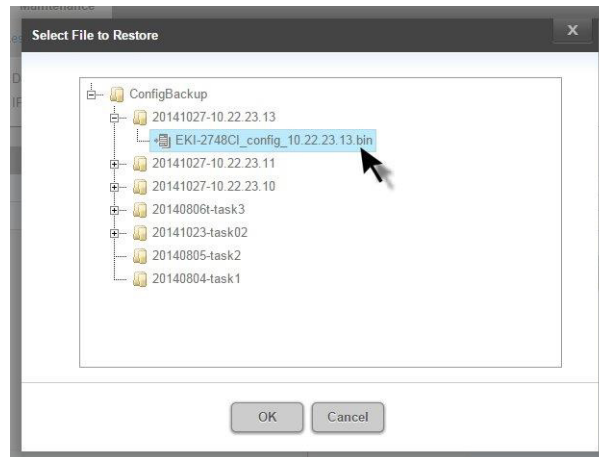 Maintenance
Select File to Restore
X
ConfigBackup
20141027-10.22.23.13
EKI-2748CI_config_10.22.23.13.bin
20141027-10.22.23.11
20141027-10.22.23.10
20140806t-task3
20141023-task02
20140805-task2
20140804-task1
OK
Cancel